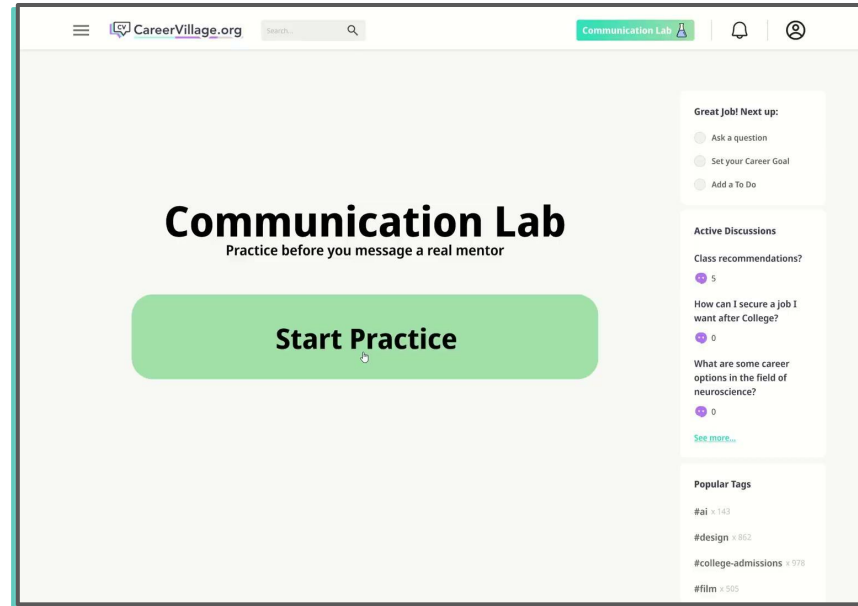 CV CareerVillage.org
Search...
Communication Lab
Great Job! Next up:
Ask a question
Set your Career Goal
Add a To Do
Communication Lab
Practice before you message a real mentor
Start Practice
Active Discussions
Class recommendations?
5
How can I secure a job I
want after College?
0
What are some career
options in the field of
neuroscience?
0
See more...
Popular Tags
#ai x 143
#design x 862
#college-admissions x 978
#film x 505